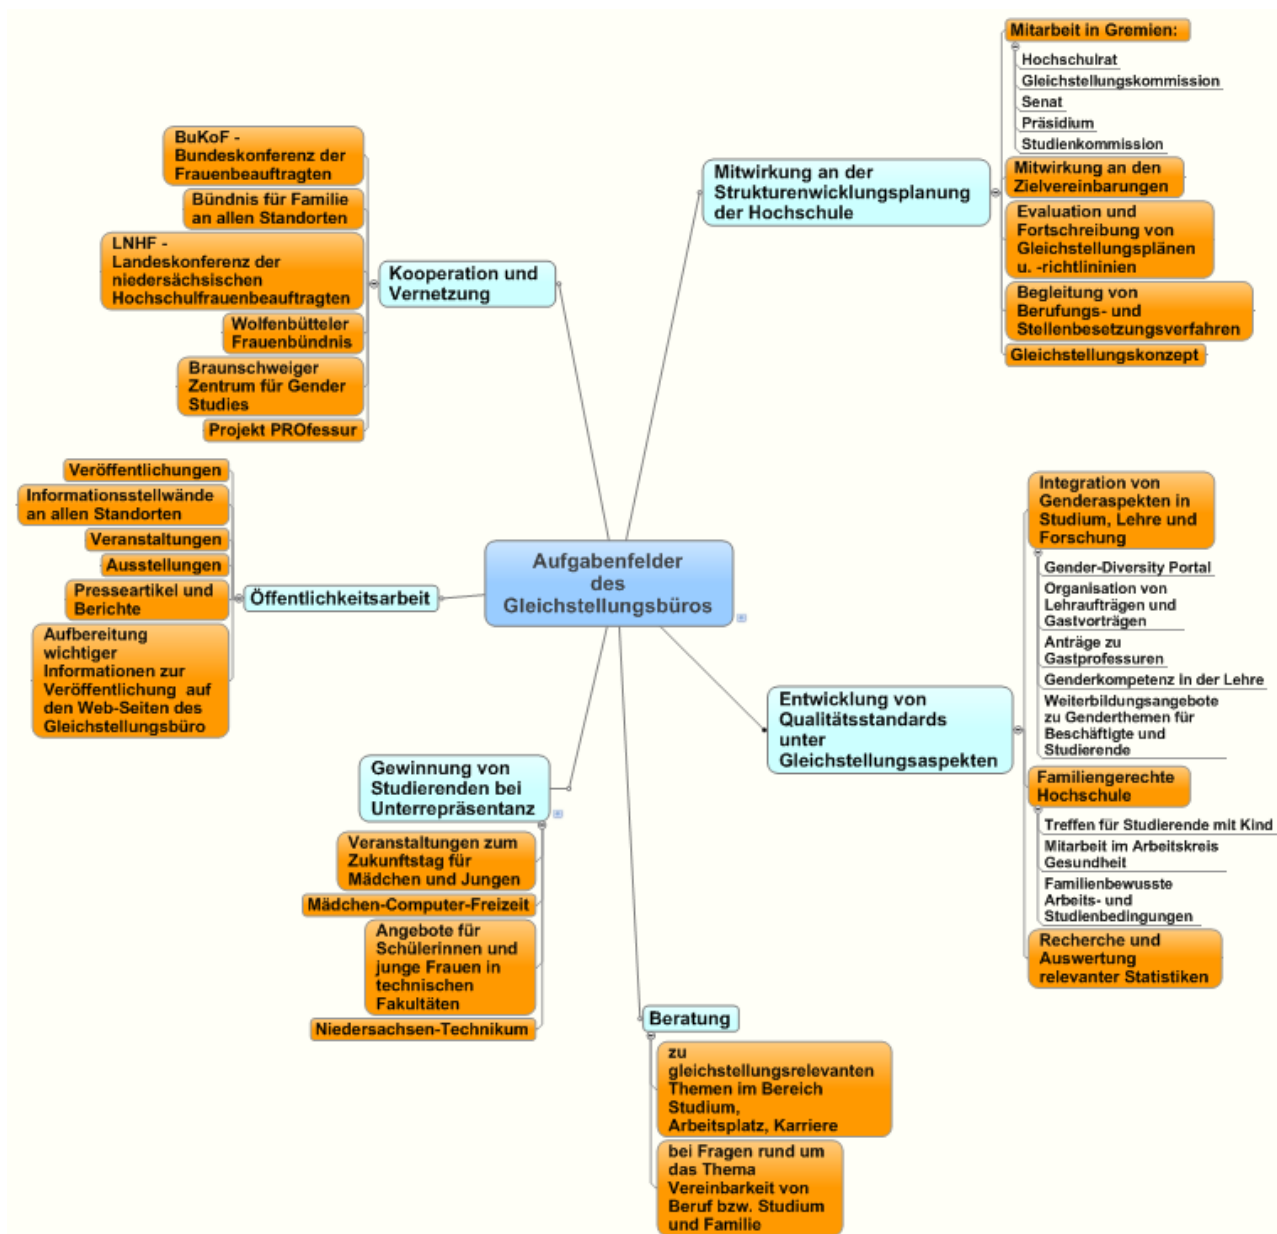 Aufgabenfelder
des
Gleichstellungsbüros
Mitwirkung an der
Strukturenwicklungsplanung
der Hochschule
Mitarbeit in Gremien:
Hochschulrat
Gleichstellungskommission
Senat
Präsidium
Studienkommission
Mitwirkung an den
Zielvereinbarungen
Evaluation und
Fortschreibung von
Gleichstellungsplänen
u. -richtlininien
Begleitung von
Berufungs- und
Stellenbesetzungsverfahren
Gleichstellungskonzept
Entwicklung von
Qualitätsstandards
unter
Gleichstellungsaspekten
Integration von
Genderaspekten in
Studium, Lehre und
Forschung
Gender-Diversity Portal
Organisation von
Lehraufträgen und
Gastvorträgen
Anträge zu
Gastprofessuren
Genderkompetenz in der Lehre
Weiterbildungsangebote
zu Genderthemen für
Beschäftigte und
Studierende
Familiengerechte
Hochschule
Treffen für Studierende mit Kind
Mitarbeit im Arbeitskreis
Gesundheit
Familienbewusste
Arbeits- und
Studienbedingungen
Recherche und
Auswertung
relevanter Statistiken
Beratung
zu
gleichstellungsrelevanten
Themen im Bereich
Studium,
Arbeitsplatz, Karriere
bei Fragen rund um
das Thema
Vereinbarkeit von
Beruf bzw. Studium
und Familie
Gewinnung von
Studierenden bei
Unterrepräsentanz
Veranstaltungen zum
Zukunftstag für
Mädchen und Jungen
Mädchen-Computer-Freizeit
Angebote für
Schülerinnen und
junge Frauen in
technischen
Fakultäten
Niedersachsen-Technikum
Öffentlichkeitsarbeit
Veröffentlichungen
Informationsstellwände
an allen Standorten
Veranstaltungen
Ausstellungen
Presseartikel und
Berichte
Aufbereitung
wichtiger
Informationen zur
Veröffentlichung auf
den Web-Seiten des
Gleichstellungsbüro
Kooperation und
Vernetzung
BuKoF -
Bundeskonferenz der
Frauenbeauftragten
Bündnis für Familie
an allen Standorten
LNHF -
Landeskonferenz der
niedersächsischen
Hochschulfrauenbeauftragten
Wolfenbütteler
Frauenbündnis
Braunschweiger
Zentrum für Gender
Studies
Projekt PROfessur